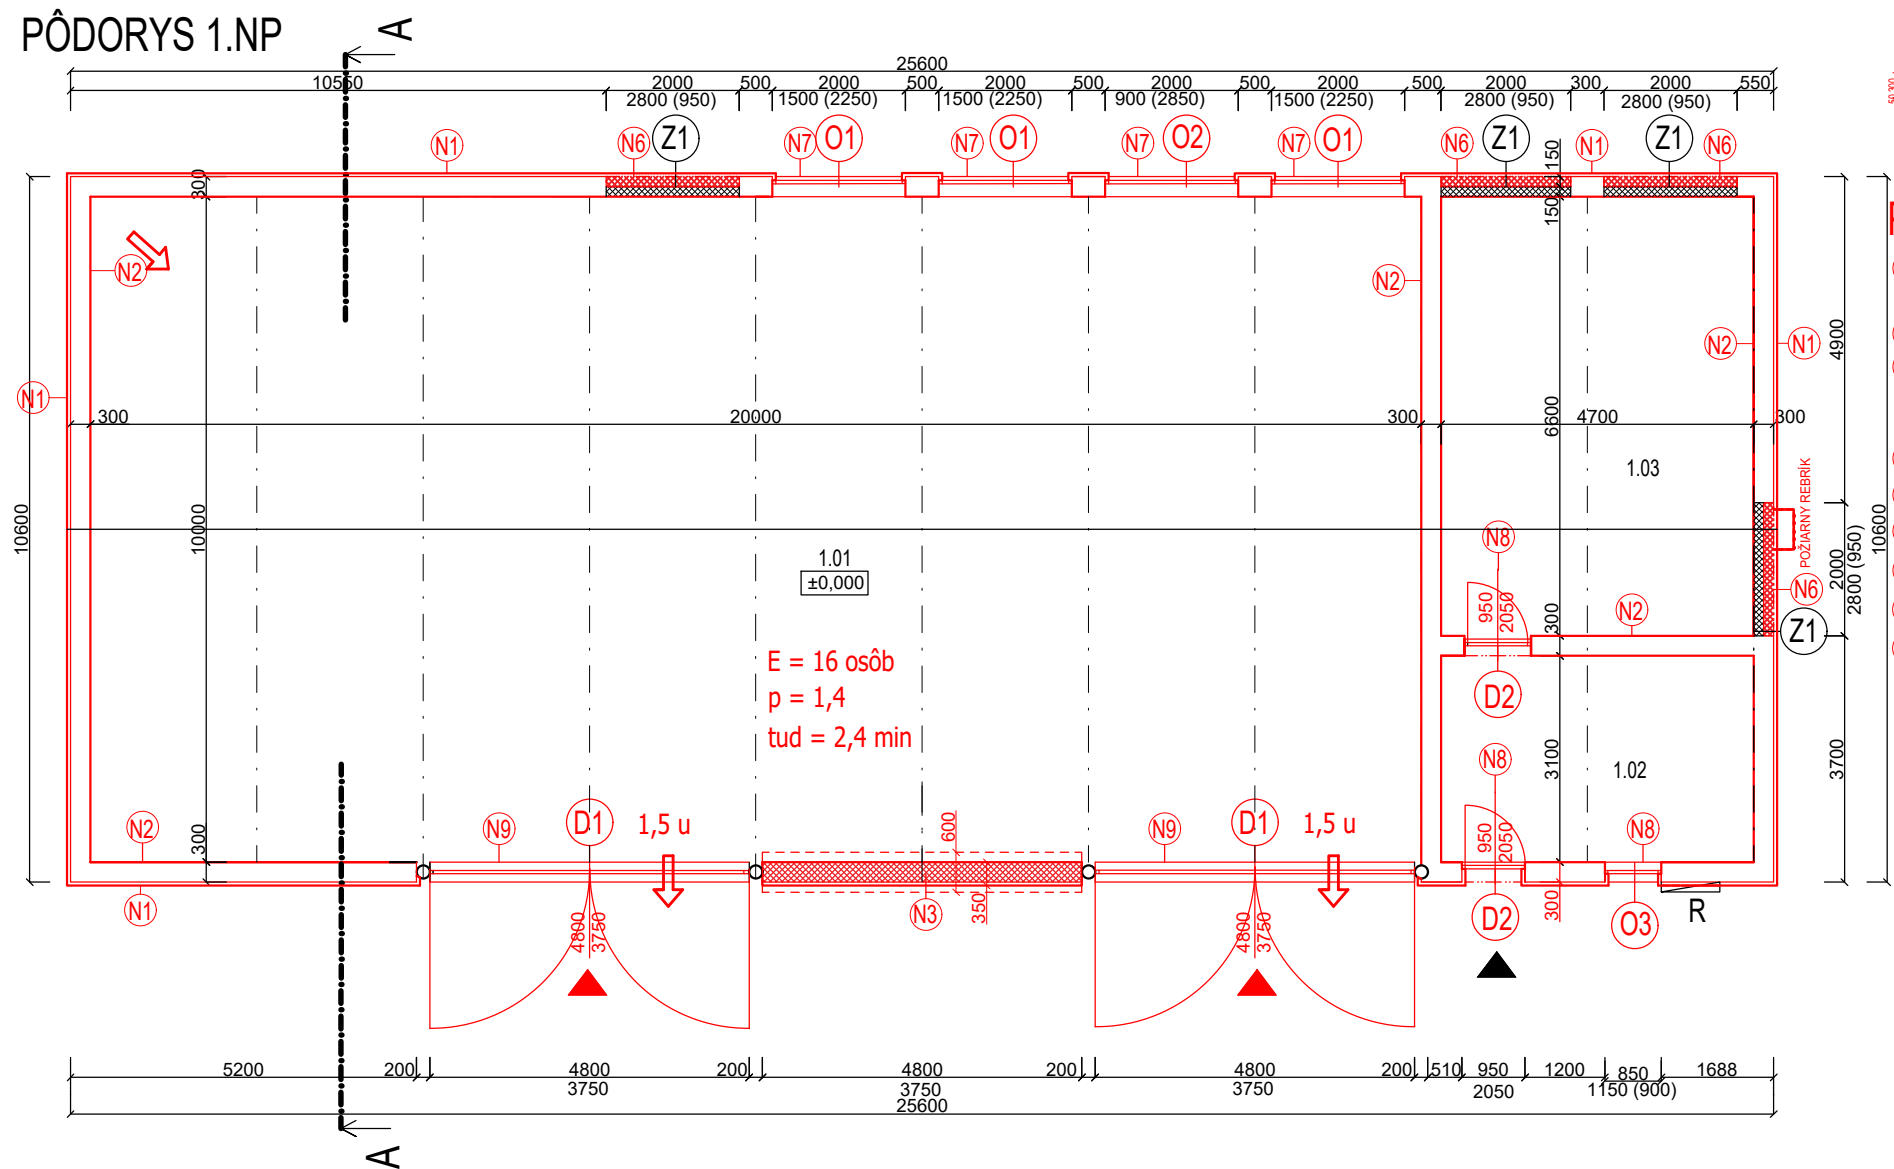 PÔDORYS 1.NP
A
25600
10550 2000 500 2000 500 2000 500 2000 500 2000 500 2000 300 2000 550
2800 (950) 1500 (2250) 1500 (2250) 900 (2850) 1500 (2250) 2800 (950) 2800 (950)
N1 N6 Z1 N7 O1 N7 O1 N7 O2 N7 O1 N6 Z1 N1 Z1 N6
150
300
150
N2
N2
N2
N1
4900
N1
300 20000 300 4700 300
6600
1.03
POŽIARNY REBRÍK
10600
10000
10600
N8
1.01
±0,000
2000
2800 (950)
N6
950
2050
300
N2
Z1
E = 16 osôb
p = 1,4
tud = 2,4 min
D2
N8
3100
1.02
3700
N2
300
N9
D1
1,5 u
600
N9
D1
1,5 u
950
2050
N8
N1
N3
350
4800
3750
4800
3750
D2
300
O3
R
5200 200 4800 200 4800 200 4800 200 510 950 1200 850 1688
3750 3750 3750 2050 1150 (900)
25600
A